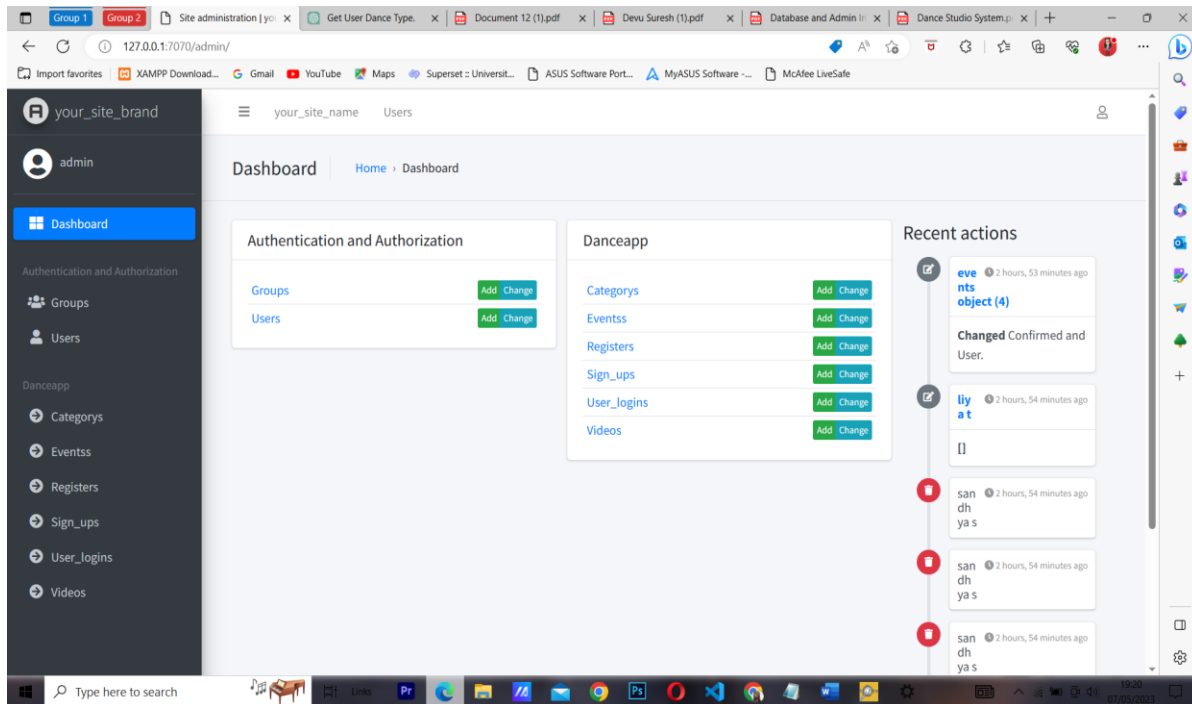 Group 1 Group 2 Site administration | yo Get User Dance Type. Document 12 (1).pdf Devu Suresh (1).pdf Database and Admin In Dance Studio System.p
127.0.0.1:7070/admin/
Import favorites XAMPP Download... Gmail YouTube Maps Superset :: Universit... ASUS Software Port... MyASUS Software -... McAfee LiveSafe
your_site_brand
your_site_name Users
admin
Dashboard
Home › Dashboard
Dashboard
Authentication and Authorization
Groups
Users
Danceapp
Categorys
Eventss
Registers
Sign_ups
User_logins
Videos
Authentication and Authorization
Groups Add Change
Users Add Change
Danceapp
Categorys Add Change
Eventss Add Change
Registers Add Change
Sign_ups Add Change
User_logins Add Change
Videos Add Change
Recent actions
eve 2 hours, 53 minutes ago
nts
object (4)
Changed Confirmed and
User.
liy 2 hours, 54 minutes ago
a t
[]
san 2 hours, 54 minutes ago
dh
ya s
san 2 hours, 54 minutes ago
dh
ya s
san 2 hours, 54 minutes ago
dh
ya s
Type here to search Links Pr Ps 19:20
07/05/2023